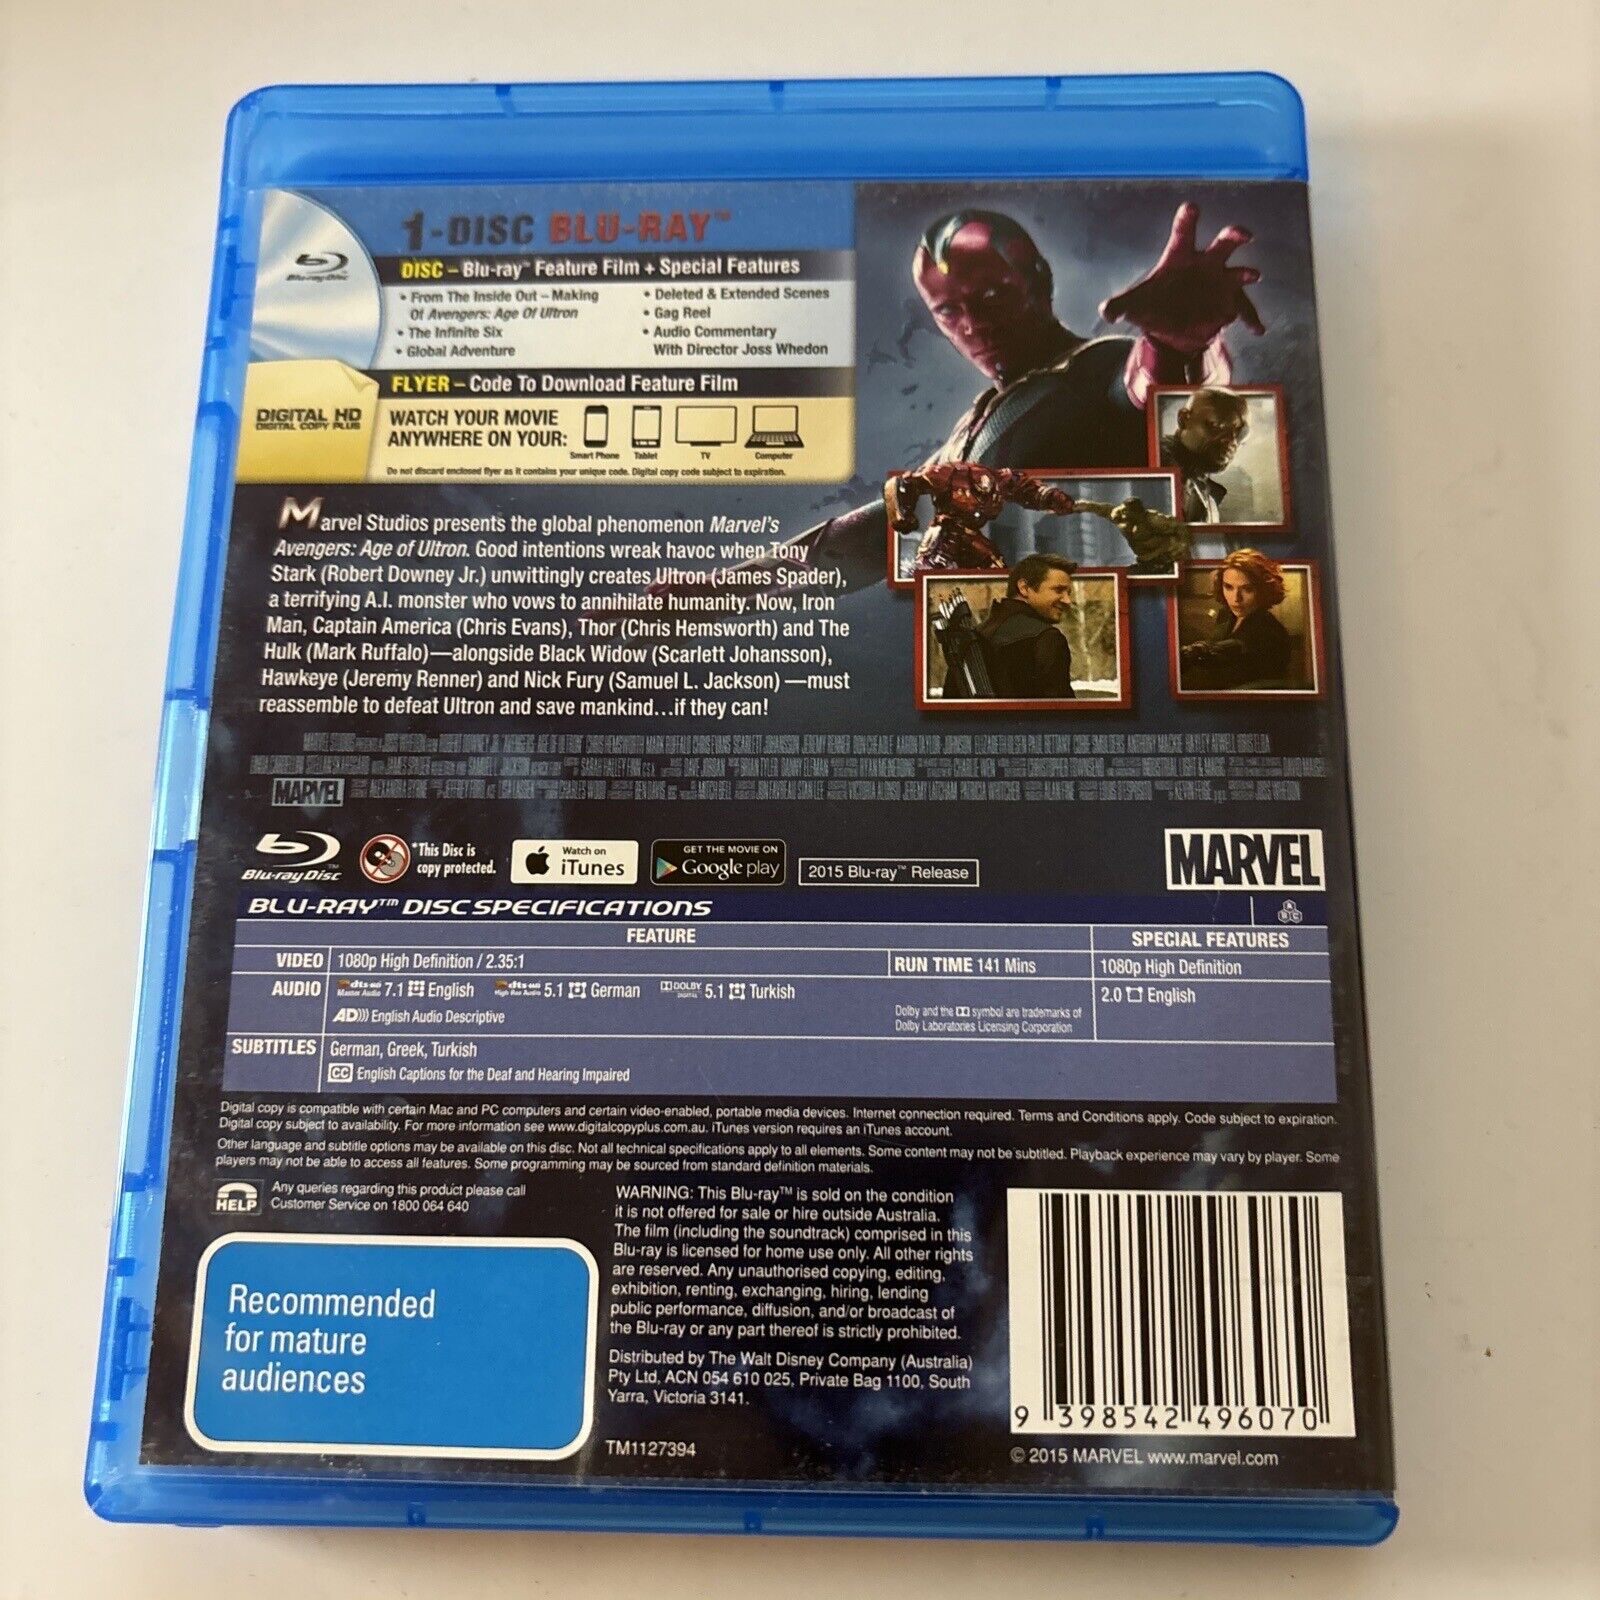 1-DISC BLU-RAY™
Blu-ray Disc
DISC – Blu-ray™ Feature Film + Special Features
• From The Inside Out – Making
Of Avengers: Age Of Ultron
• The Infinite Six
• Global Adventure
• Deleted & Extended Scenes
• Gag Reel
• Audio Commentary
With Director Joss Whedon
FLYER – Code To Download Feature Film
DIGITAL HD
DIGITAL COPY PLUS
WATCH YOUR MOVIE
ANYWHERE ON YOUR:
Smart Phone Tablet TV Computer
Do not discard enclosed flyer as it contains your unique code. Digital copy code subject to expiration.
Marvel Studios presents the global phenomenon Marvel's
Avengers: Age of Ultron. Good intentions wreak havoc when Tony
Stark (Robert Downey Jr.) unwittingly creates Ultron (James Spader),
a terrifying A.I. monster who vows to annihilate humanity. Now, Iron
Man, Captain America (Chris Evans), Thor (Chris Hemsworth) and The
Hulk (Mark Ruffalo)—alongside Black Widow (Scarlett Johansson),
Hawkeye (Jeremy Renner) and Nick Fury (Samuel L. Jackson) —must
reassemble to defeat Ultron and save mankind…if they can!
MARVEL
Blu-ray Disc™
*This Disc is
copy protected.
Watch on
iTunes
GET THE MOVIE ON
Google play
2015 Blu-ray™ Release
MARVEL
BLU-RAY™ DISC SPECIFICATIONS
ABC
FEATURE
SPECIAL FEATURES
VIDEO 1080p High Definition / 2.35:1
RUN TIME 141 Mins
1080p High Definition
AUDIO dts-HD Master Audio 7.1 English dts-HD High Res Audio 5.1 German DOLBY DIGITAL 5.1 Turkish
2.0 English
AD))) English Audio Descriptive
Dolby and the symbol are trademarks of
Dolby Laboratories Licensing Corporation
SUBTITLES German, Greek, Turkish
CC English Captions for the Deaf and Hearing Impaired
Digital copy is compatible with certain Mac and PC computers and certain video-enabled, portable media devices. Internet connection required. Terms and Conditions apply. Code subject to expiration.
Digital copy subject to availability. For more information see www.digitalcopyplus.com.au. iTunes version requires an iTunes account.
Other language and subtitle options may be available on this disc. Not all technical specifications apply to all elements. Some content may not be subtitled. Playback experience may vary by player. Some
players may not be able to access all features. Some programming may be sourced from standard definition materials.
HELP
Any queries regarding this product please call
Customer Service on 1800 064 640
Recommended
for mature
audiences
WARNING: This Blu-ray™ is sold on the condition
it is not offered for sale or hire outside Australia.
The film (including the soundtrack) comprised in this
Blu-ray is licensed for home use only. All other rights
are reserved. Any unauthorised copying, editing,
exhibition, renting, exchanging, hiring, lending
public performance, diffusion, and/or broadcast of
the Blu-ray or any part thereof is strictly prohibited.
Distributed by The Walt Disney Company (Australia)
Pty Ltd, ACN 054 610 025, Private Bag 1100, South
Yarra, Victoria 3141.
TM1127394
9 398542 496070
© 2015 MARVEL www.marvel.com